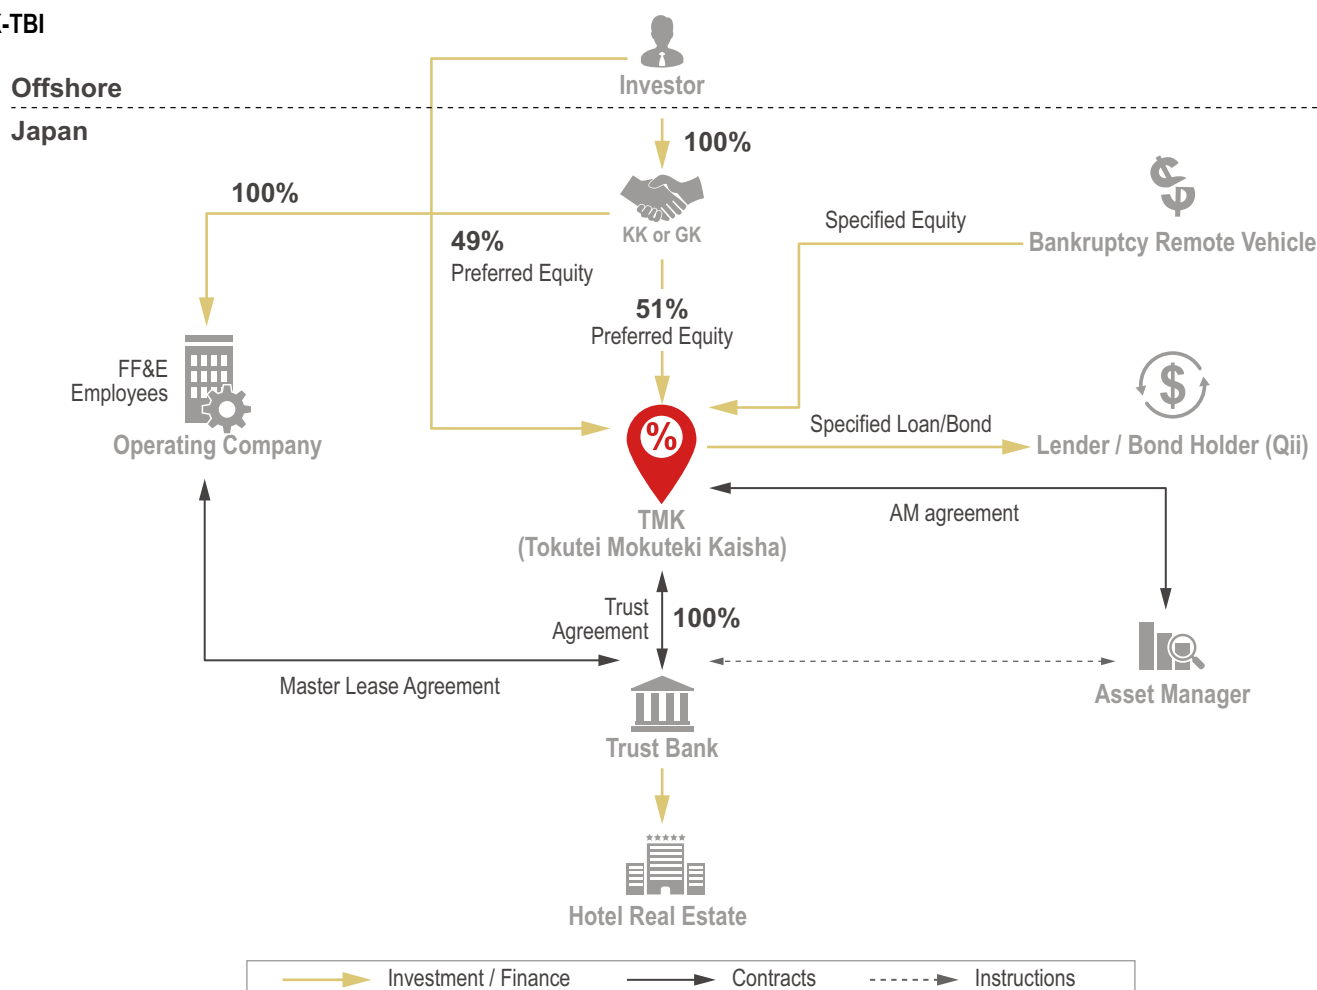 -TBI
Investor
Offshore
Japan
100%
100%
KK or GK
49%
Preferred Equity
Specified Equity
Bankruptcy Remote Vehicle
51%
Preferred Equity
FF&E
Employees
Operating Company
%
$
Specified Loan/Bond
Lender / Bond Holder (Qii)
TMK
(Tokutei Mokuteki Kaisha)
AM agreement
Trust
Agreement
100%
Master Lease Agreement
Trust Bank
Asset Manager
Hotel Real Estate
Investment / Finance
Contracts
Instructions